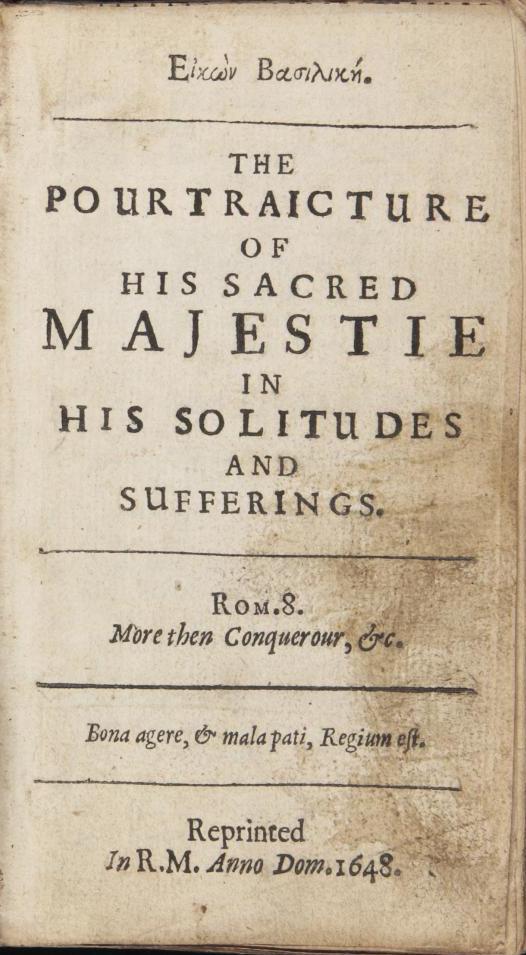 Εἰκὼν Βασιλική.
THE
POURTRAICTURE
OF
HIS SACRED
MAJESTIE
IN
HIS SOLITUDES
AND
SUFFERINGS.
ROM.8.
More then Conquerour, &c.
Bona agere, & mala pati, Regium eſt.
Reprinted
In R.M. Anno Dom.1648.